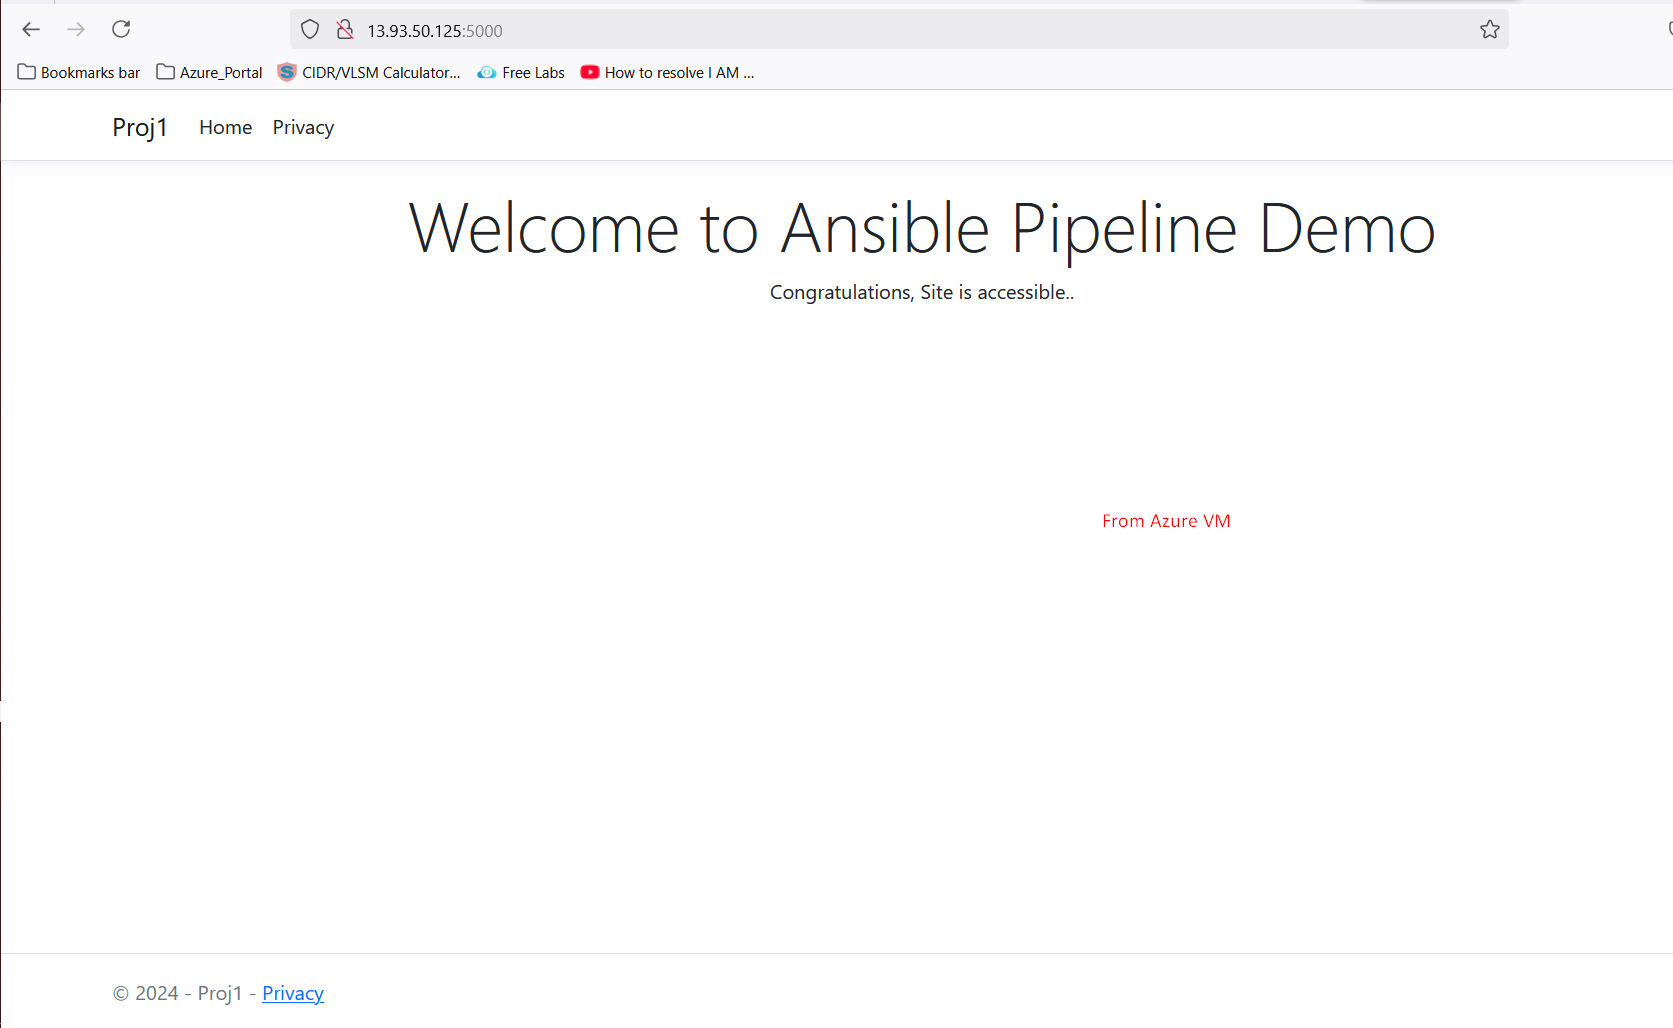 13.93.50.125:5000
Bookmarks bar Azure_Portal CIDR/VLSM Calculator... Free Labs How to resolve I AM ...
Proj1 Home Privacy
Welcome to Ansible Pipeline Demo
Congratulations, Site is accessible..
From Azure VM
© 2024 - Proj1 - Privacy